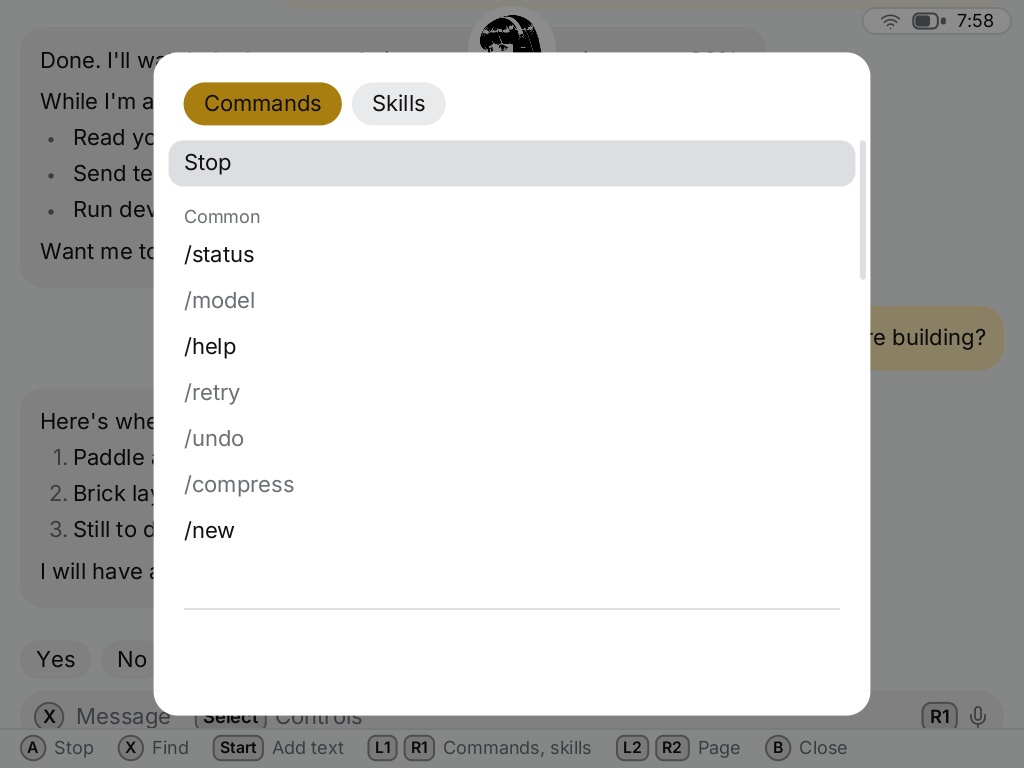 7:58
Done. I'll
While I'm a
• Read yo
• Send te
• Run dev
Want me to
Commands
Skills
Stop
Common
/status
/model
/help
/retry
/undo
/compress
/new
re building?
Here's whe
1. Paddle
2. Brick lay
3. Still to d
I will have a
Yes
No
X Message Select Controls R1
A Stop X Find Start Add text L1 R1 Commands, skills L2 R2 Page B Close